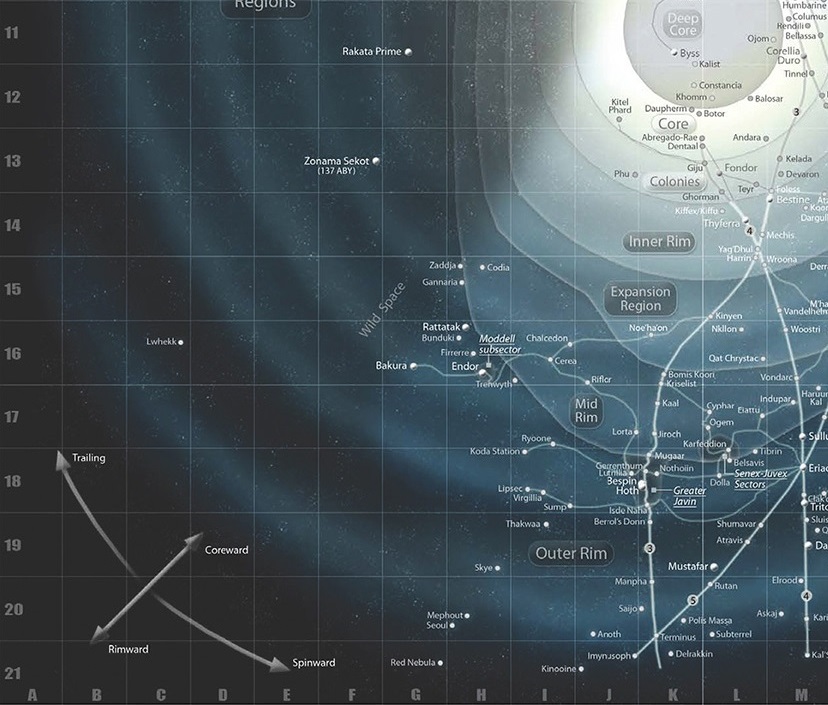 Regions
11
Rakata Prime
Deep
Core
Byss
Kalist
Ojom
Humbarine
Columus
Rendili
Bellassa
Corellia
Duro
Tinnel
12
Constancia
Khomm
Balosar
Kitel
Phard
Daupherm
Botor
3
Core
Abregado-Rae
Dentaal
Andara
13
Zonama Sekot
(137 ABY)
Phu
Giju
Fondor
Kelada
Devaron
Colonies
Teyr
Foless
Bestine
Ghorman
Kiffex/Kiffu
14
Thyferra
4
Mechis
Inner Rim
Yag'Dhul
Harrin
Wroona
15
Zaddja
Codia
Gannaria
Expansion
Region
Wild Space
Kinyen
Vandelhelm
Rattatak
Bunduki
Noe'ha'on
Nkllon
Woostri
16
Lwhekk
Moddell
subsector
Chalcedon
Firrerre
Cerea
Qat Chrystac
Bakura
Endor
Trenwyth
Riflor
Bomis Koori
Kriselist
Vondarc
17
Mid
Rim
Kaal
Cyphar
Elattu
Indupar
Haruun
Kal
Ogem
Lorta
Jiroch
Ryoone
Koda Station
Karfeddion
Tibrin
Mugaar
Belsavis
18
Trailing
Gerrenthum
Lutrillia
Nothoiin
Bespin
Hoth
Dolla
Senex-Juvex
Sectors
Lipsec
Virgillia
Greater
Javin
Sump
Isde Naha
Thakwaa
Ber'ol's Donn
Shumavar
19
Coreward
Outer Rim
3
Atravis
Skye
Mustafar
Manpha
Rutan
Elrood
20
5
4
Mephout
Seoul
Saijo
Polis Massa
Askaj
Anoth
Terminus
Subterrel
Rimward
Spinward
21
Red Nebula
Kinooine
Imynusoph
Delrakkin
A B C D E F G H I J K L M